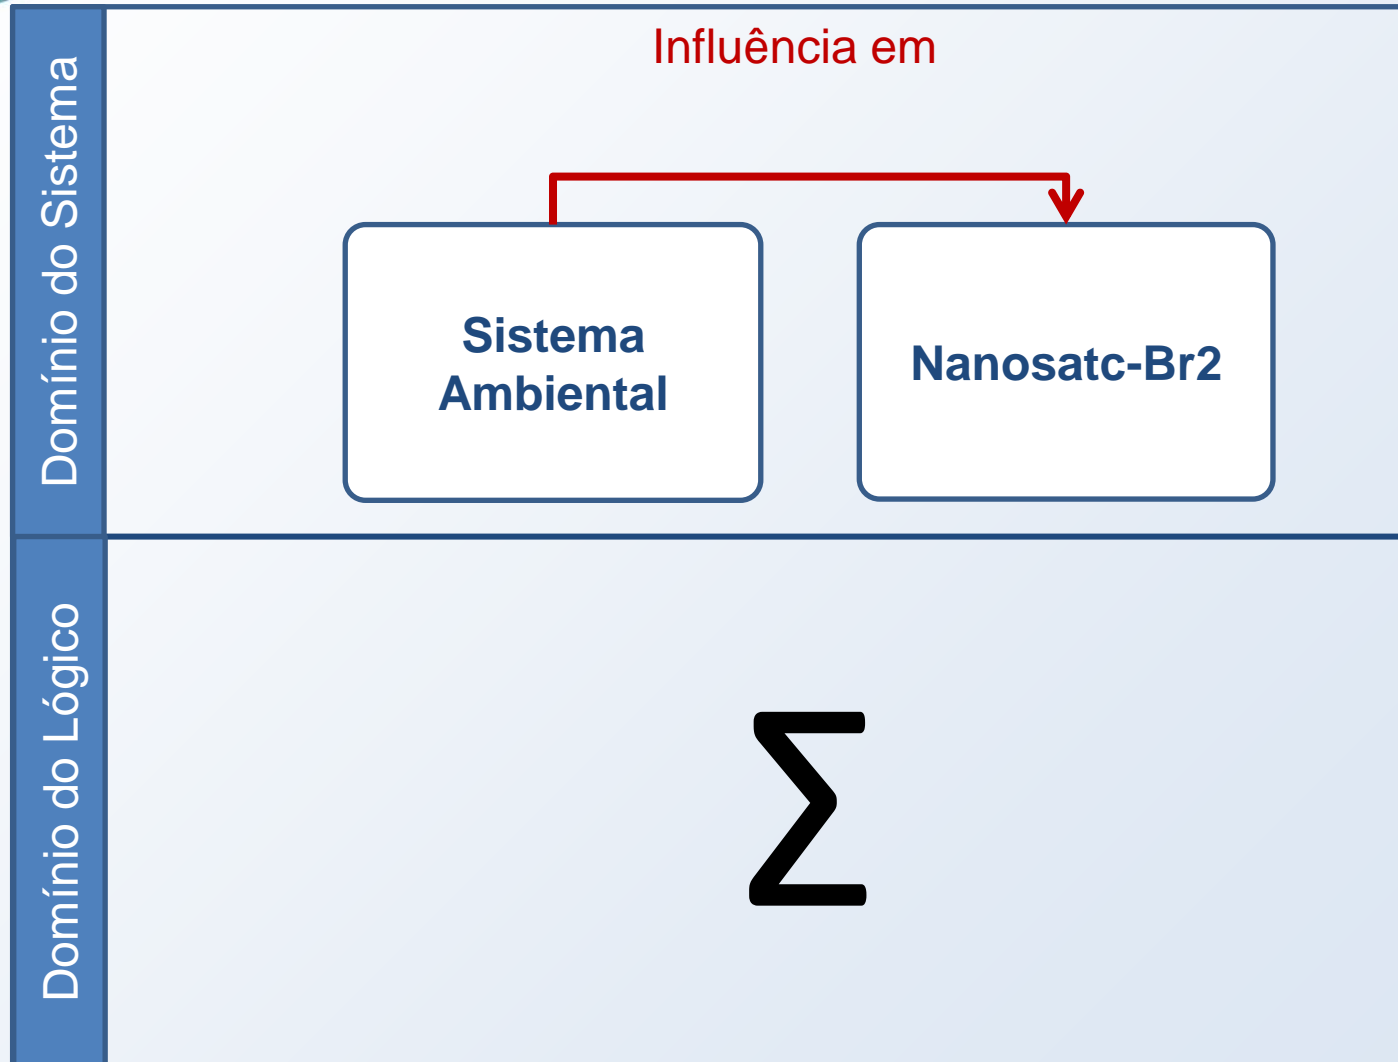 Domínio do Sistema
Influência em
Sistema
Ambiental
Nanosatc-Br2
Domínio do Lógico
Σ